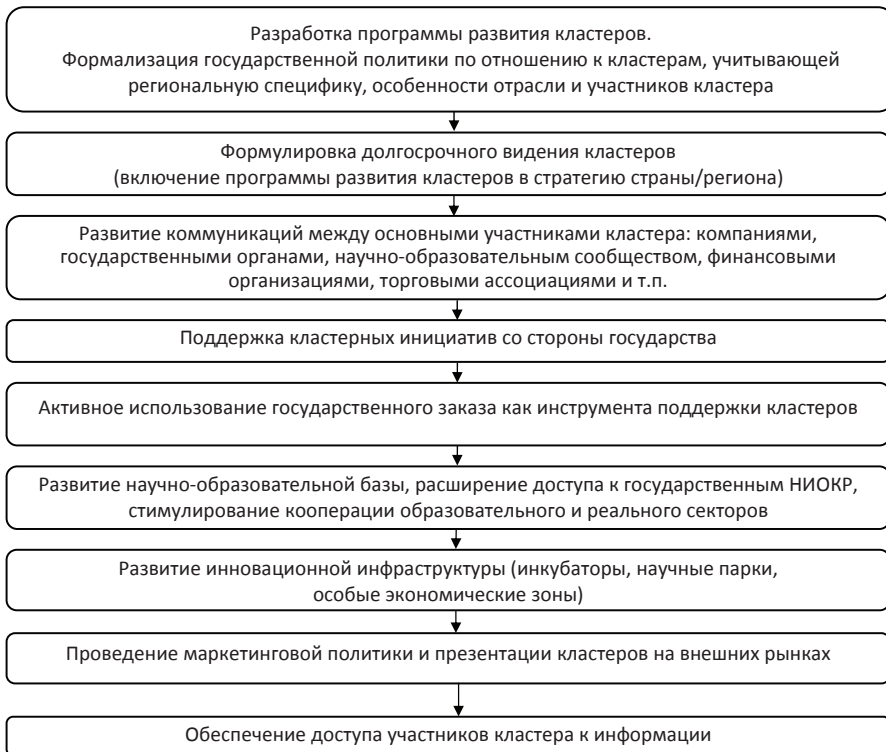 Разработка программы развития кластеров.
Формализация государственной политики по отношению к кластерам, учитывающей
региональную специфику, особенности отрасли и участников кластера
Формулировка долгосрочного видения кластеров
(включение программы развития кластеров в стратегию страны/региона)
Развитие коммуникаций между основными участниками кластера: компаниями,
государственными органами, научно-образовательным сообществом, финансовыми
организациями, торговыми ассоциациями и т.п.
Поддержка кластерных инициатив со стороны государства
Активное использование государственного заказа как инструмента поддержки кластеров
Развитие научно-образовательной базы, расширение доступа к государственным НИОКР,
стимулирование кооперации образовательного и реального секторов
Развитие инновационной инфраструктуры (инкубаторы, научные парки,
особые экономические зоны)
Проведение маркетинговой политики и презентации кластеров на внешних рынках
Обеспечение доступа участников кластера к информации